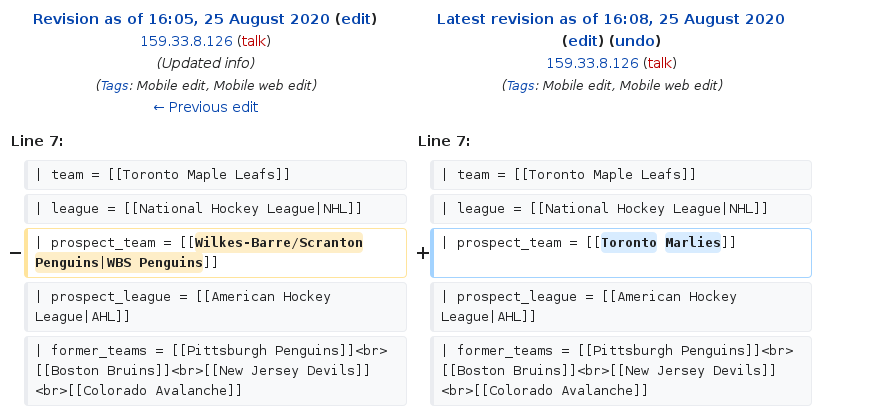 Revision as of 16:05, 25 August 2020 (edit)
159.33.8.126 (talk)
(Updated info)
(Tags: Mobile edit, Mobile web edit)
← Previous edit
Latest revision as of 16:08, 25 August 2020
(edit) (undo)
159.33.8.126 (talk)
(Tags: Mobile edit, Mobile web edit)
Line 7:
Line 7:
| team = [[Toronto Maple Leafs]]
| team = [[Toronto Maple Leafs]]
| league = [[National Hockey League|NHL]]
| league = [[National Hockey League|NHL]]
− | prospect_team = [[Wilkes-Barre/Scranton
Penguins|WBS Penguins]]
+ | prospect_team = [[Toronto Marlies]]
| prospect_league = [[American Hockey
League|AHL]]
| prospect_league = [[American Hockey
League|AHL]]
| former_teams = [[Pittsburgh Penguins]]<br>
[[Boston Bruins]]<br>[[New Jersey Devils]]
<br>[[Colorado Avalanche]]
| former_teams = [[Pittsburgh Penguins]]<br>
[[Boston Bruins]]<br>[[New Jersey Devils]]
<br>[[Colorado Avalanche]]